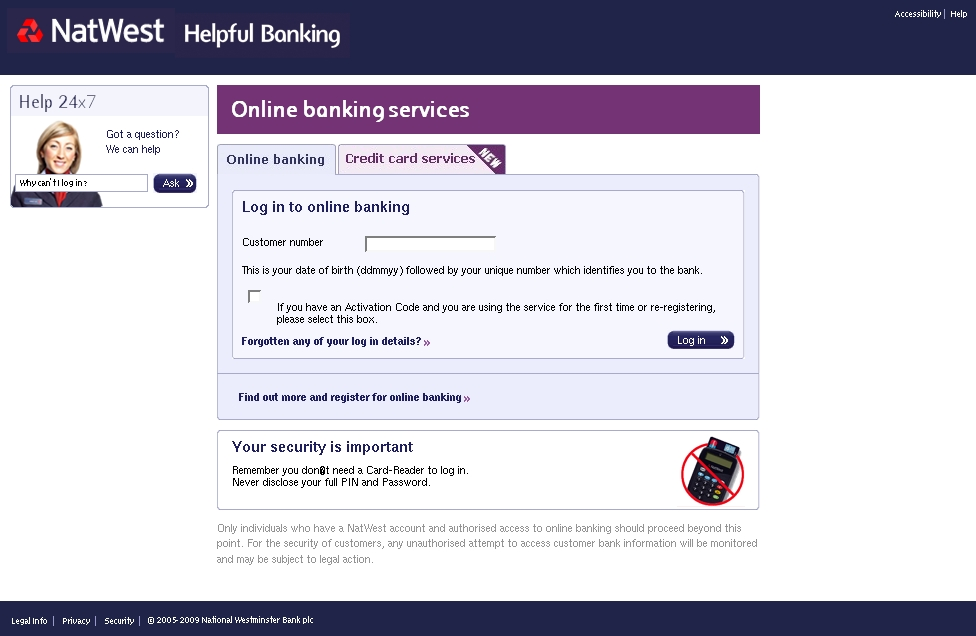 NatWest Helpful Banking
Accessibility | Help
Help 24x7
Got a question?
We can help
Why can't I log in?
Ask »
Online banking services
Online banking
Credit card services NEW
Log in to online banking
Customer number
This is your date of birth (ddmmyy) followed by your unique number which identifies you to the bank.
If you have an Activation Code and you are using the service for the first time or re-registering,
please select this box.
Forgotten any of your log in details? »
Log in »
Find out more and register for online banking »
Your security is important
Remember you don�t need a Card-Reader to log in.
Never disclose your full PIN and Password.
Only individuals who have a NatWest account and authorised access to online banking should proceed beyond this
point. For the security of customers, any unauthorised attempt to access customer bank information will be monitored
and may be subject to legal action.
Legal Info | Privacy | Security | © 2005-2009 National Westminster Bank plc